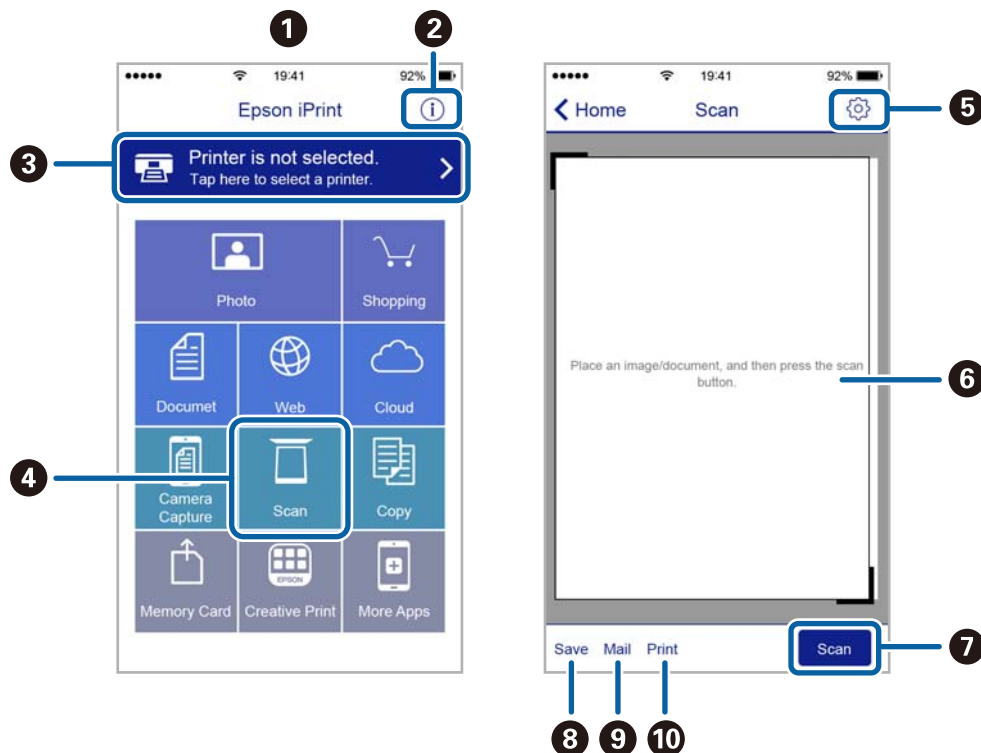 1
2
19:41
92%
Epson iPrint
i
3
Printer is not selected.
Tap here to select a printer.
Photo
Shopping
Documet
Web
Cloud
4
Camera
Capture
Scan
Copy
EPSON
Memory Card
Creative Print
More Apps
19:41
92%
Home
Scan
5
Place an image/document, and then press the scan
button.
6
Save
Mail
Print
Scan
7
8
9
10